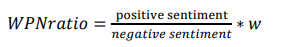 WPNratio = positive sentiment / negative sentiment * w